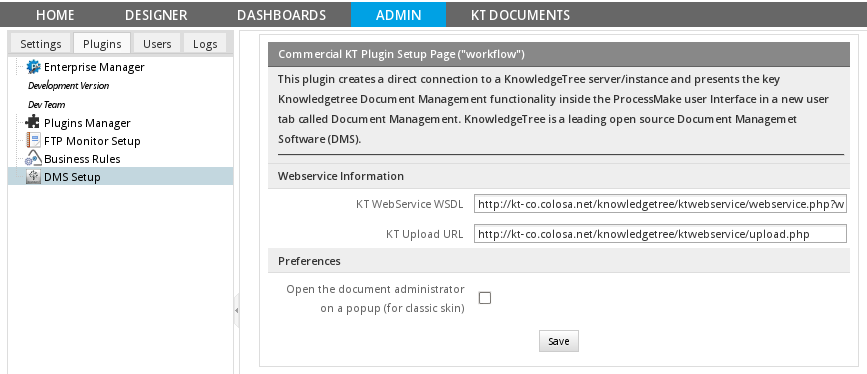 HOME DESIGNER DASHBOARDS ADMIN KT DOCUMENTS
Settings Plugins Users Logs
Enterprise Manager
Development Version
Dev Team
Plugins Manager
FTP Monitor Setup
Business Rules
DMS Setup
Commercial KT Plugin Setup Page ("workflow")
This plugin creates a direct connection to a KnowledgeTree server/instance and presents the key
Knowledgetree Document Management functionality inside the ProcessMake user Interface in a new user
tab called Document Management. KnowledgeTree is a leading open source Document Managemet
Software (DMS).
Webservice Information
KT WebService WSDL http://kt-co.colosa.net/knowledgetree/ktwebservice/webservice.php?w
KT Upload URL http://kt-co.colosa.net/knowledgetree/ktwebservice/upload.php
Preferences
Open the document administrator
on a popup (for classic skin)
Save